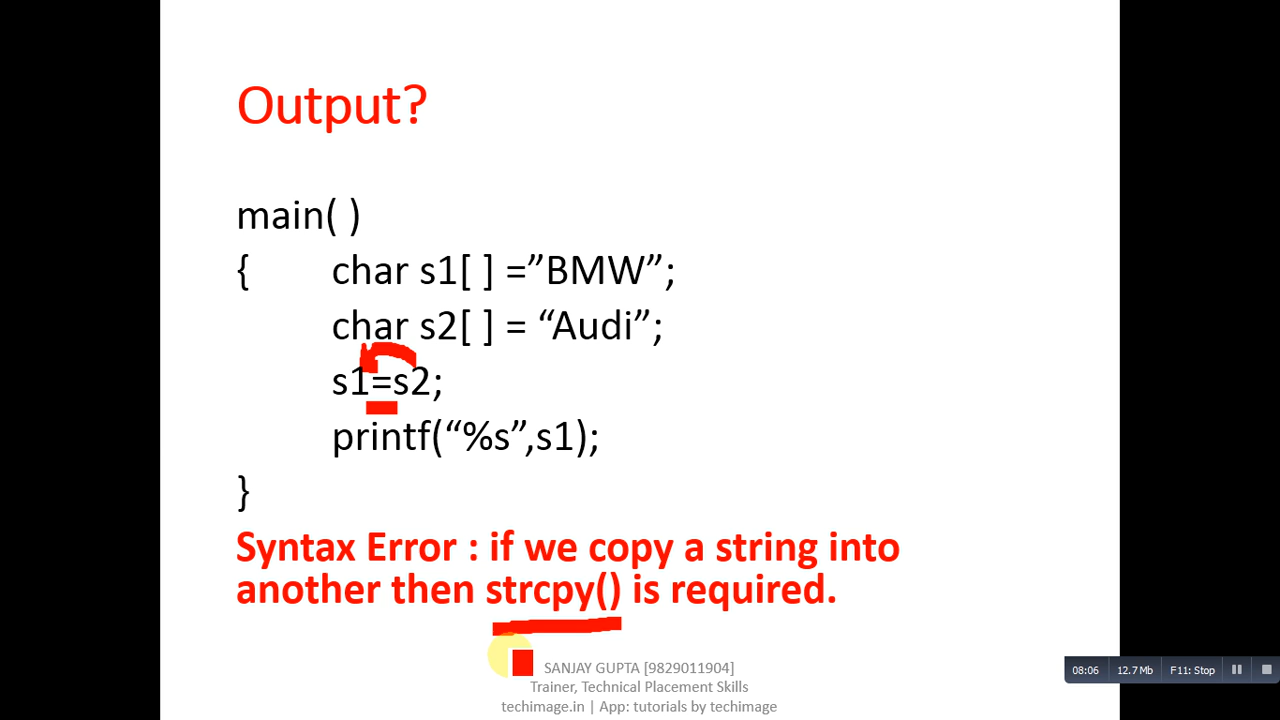 Output?
main( )
{ char s1[ ] =”BMW”;
char s2[ ] = “Audi”;
s1=s2;
printf(“%s”,s1);
}
Syntax Error : if we copy a string into
another then strcpy() is required.
SANJAY GUPTA [9829011904]
Trainer, Technical Placement Skills
techimage.in | App: tutorials by techimage
08:06 12.7 Mb F11: Stop